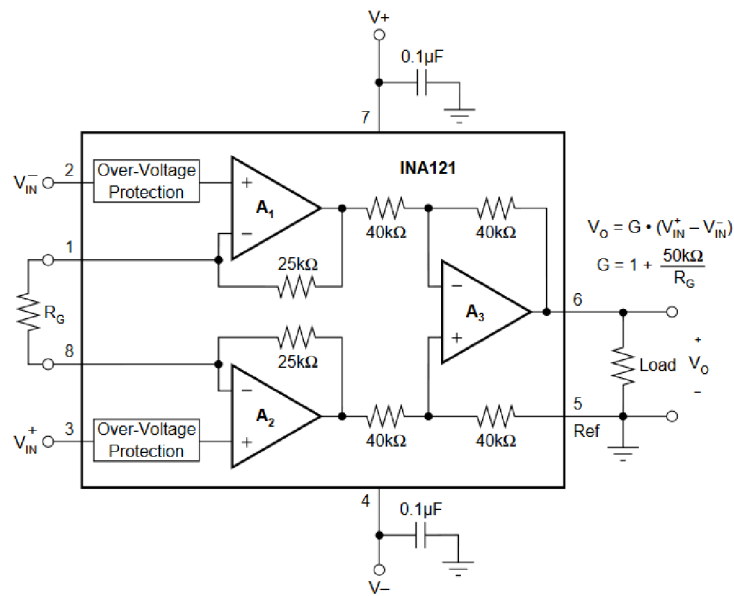 V+
0.1µF
7
INA121
V⁻IN
2
Over-Voltage
Protection
+
A1
−
1
25kΩ
40kΩ
40kΩ
VO = G • (V⁺IN − V⁻IN)
G = 1 + 50kΩ
RG
RG
−
A3
+
6
8
25kΩ
−
A2
+
Load
+
VO
−
V⁺IN
3
Over-Voltage
Protection
40kΩ
40kΩ
5
Ref
4
0.1µF
V−